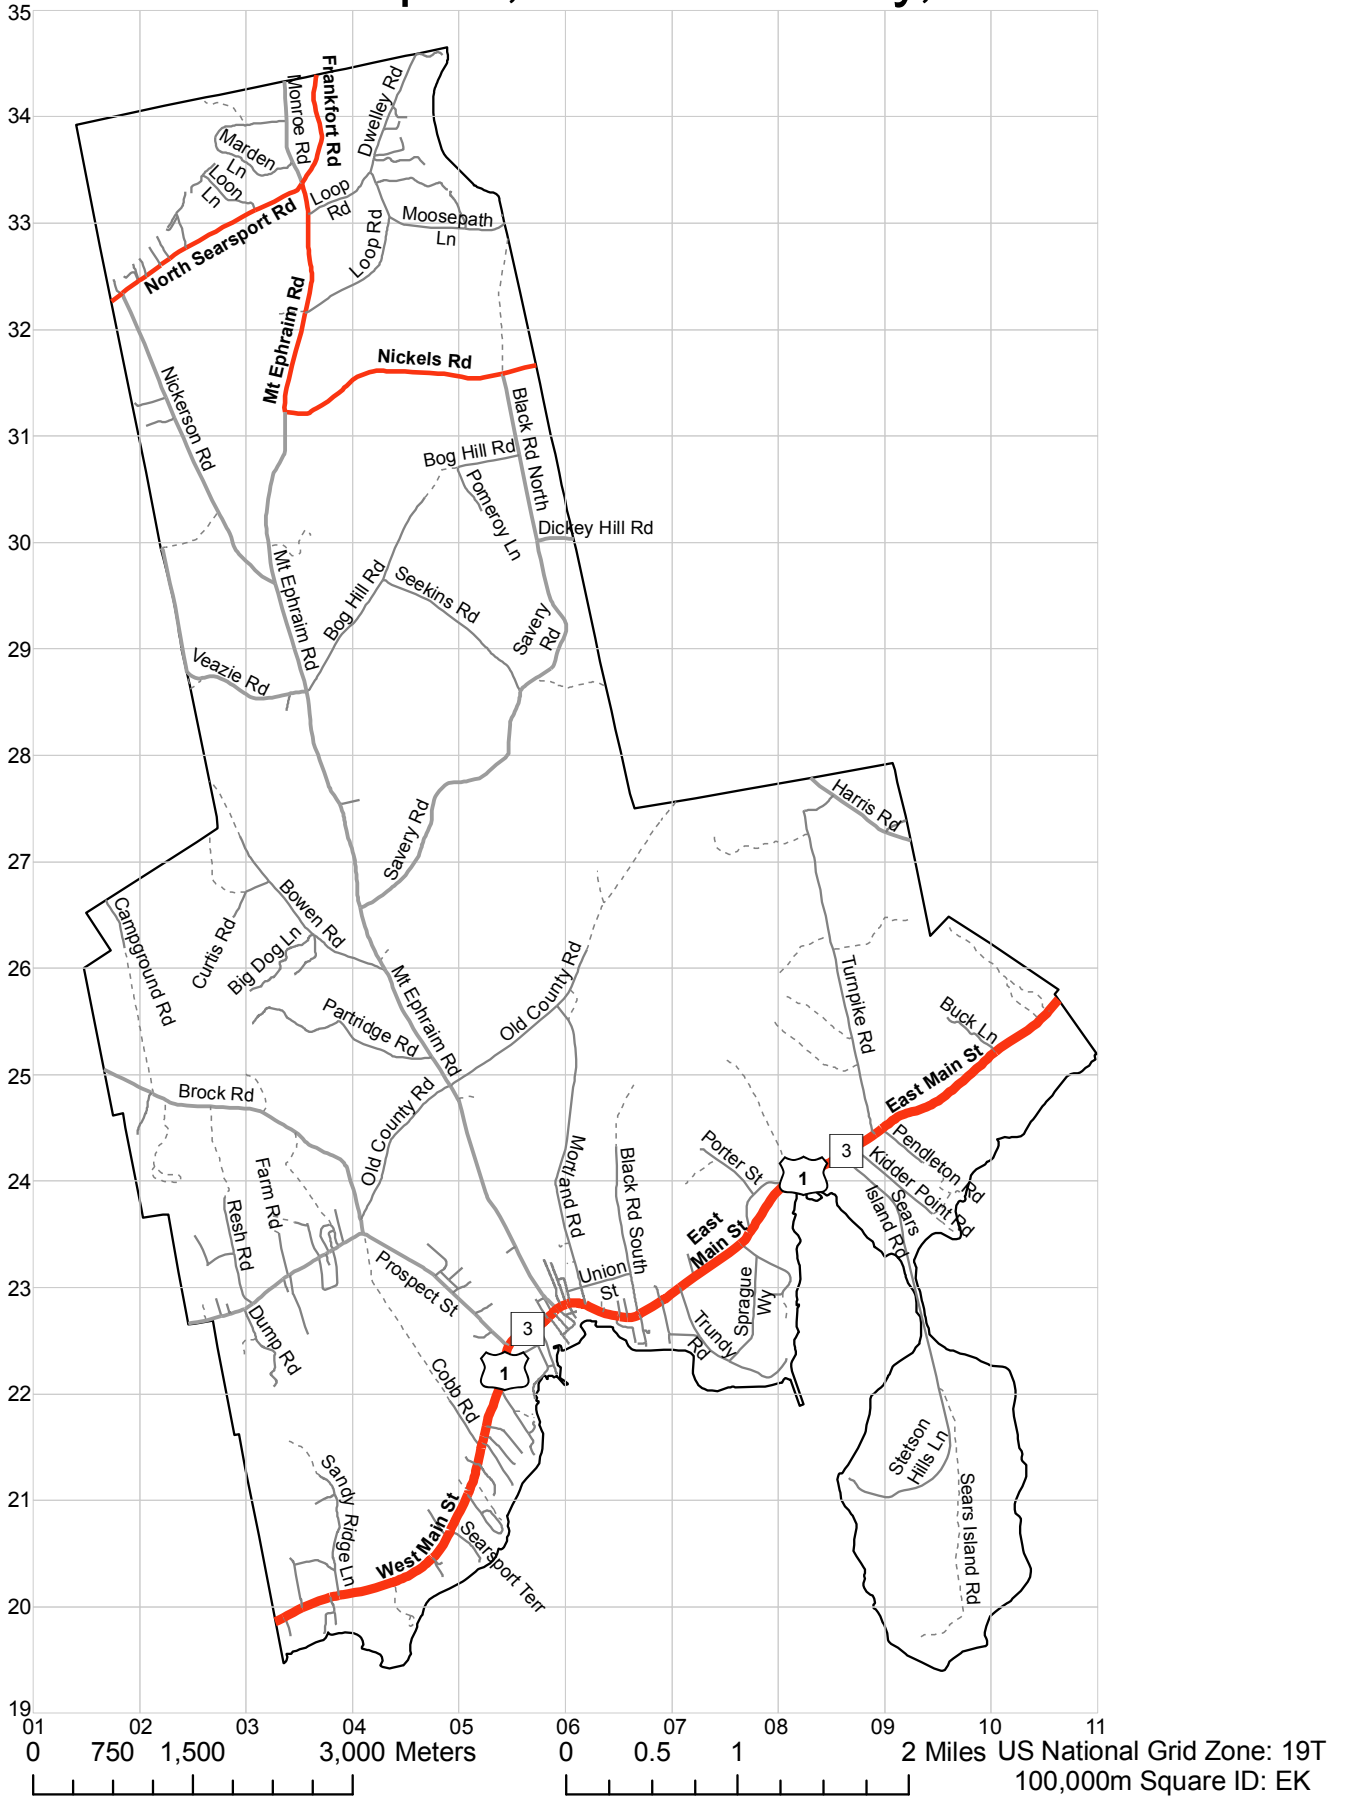 35
34
33
32
31
30
29
28
27
26
25
24
23
22
21
20
19
Frankfort Rd
Monroe Rd
Dwelley Rd
Marden
Ln
Loon
Ln
Loop
Rd
North Searsport Rd
Loop Rd
Moosepath
Ln
Mt Ephraim Rd
Nickels Rd
Nickerson Rd
Black Rd North
Bog Hill Rd
Pomeroy Ln
Dickey Hill Rd
Mt Ephraim Rd
Bog Hill Rd
Seekins Rd
Savery
Rd
Veazie Rd
Harris Rd
Savery Rd
Bowen Rd
Campground Rd
Curtis Rd
Big Dog Ln
Mt Ephraim Rd
Old County Rd
Turnpike Rd
Partridge Rd
Buck Ln
East Main St
Brock Rd
Old County Rd
Mortland Rd
Black Rd South
Porter St
3
1
Pendleton Rd
Kidder Point Rd
Sears
Island Rd
Farm Rd
Resh Rd
East
Main St
Prospect St
Union
St
Sprague
Wy
Trundy
Rd
Dump Rd
3
1
Cobb Rd
Stetson
Hills Ln
Sandy Ridge Ln
Sears Island Rd
West Main St
Searsport Terr
01 02 03 04 05 06 07 08 09 10 11
0 750 1,500 3,000 Meters
0 0.5 1 2 Miles
US National Grid Zone: 19T
100,000m Square ID: EK